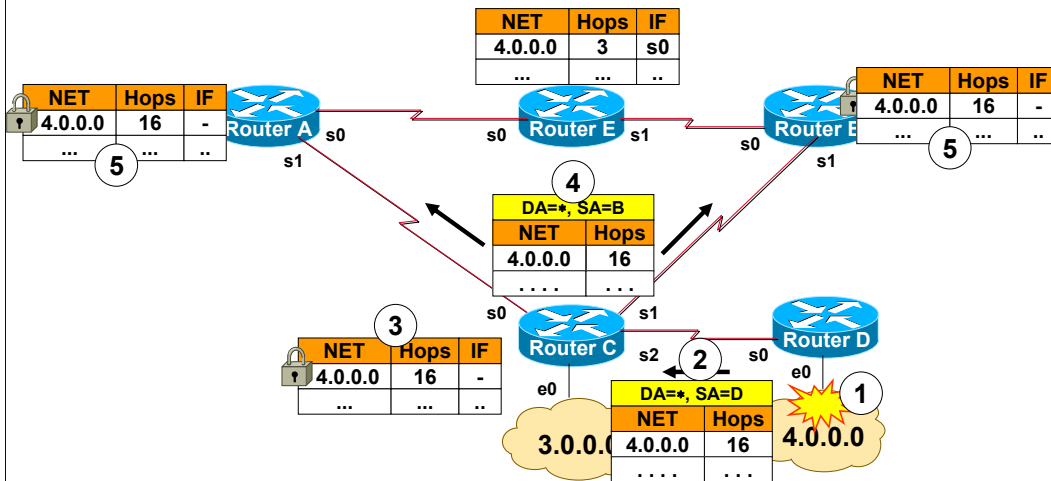 NET Hops IF
4.0.0.0 3 s0
... ... ..
NET Hops IF
4.0.0.0 16 -
... ... ..
5
Router A
s0
s1
s0
Router E
s1
s0
Router
s1
NET Hops IF
4.0.0.0 16 -
... ... ..
5
4
DA=*, SA=B
NET Hops
4.0.0.0 16
. . . . . . .
s0
s1
Router C
s2
e0
3
NET Hops IF
4.0.0.0 16 -
... ... ..
2
s0
Router D
e0
1
DA=*, SA=D
NET Hops
4.0.0.0 16
. . . . . . .
3.0.0.
4.0.0.0